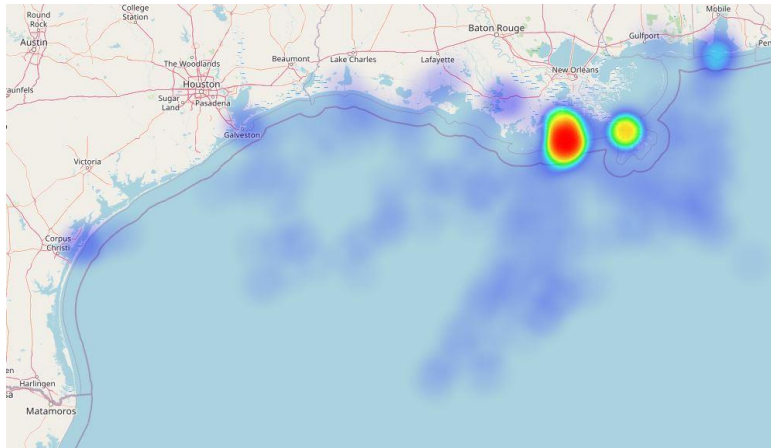 Round
Rock
College
Station
Austin
Baton Rouge
Mobile
Gulfport
The Woodlands
Beaumont
Lake Charles
Lafayette
Houston
New Orleans
Sugar
Land
Pasadena
Galveston
Victoria
Corpus
Christi
Harlingen
Matamoros